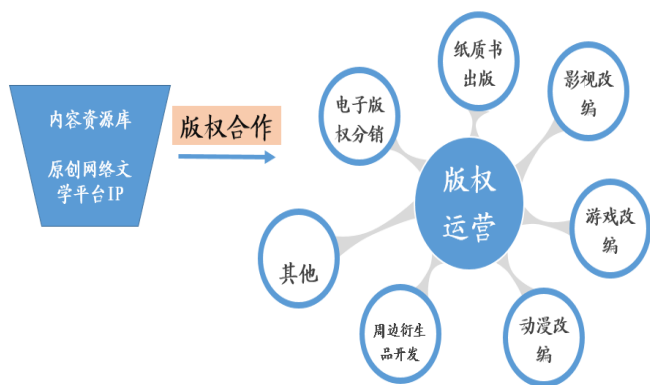 内容资源库
原创网络文
学平台IP
版权合作
版权
运营
纸质书
出版
影视改
编
游戏改
编
动漫改
编
周边衍生
品开发
其他
电子版
权分销